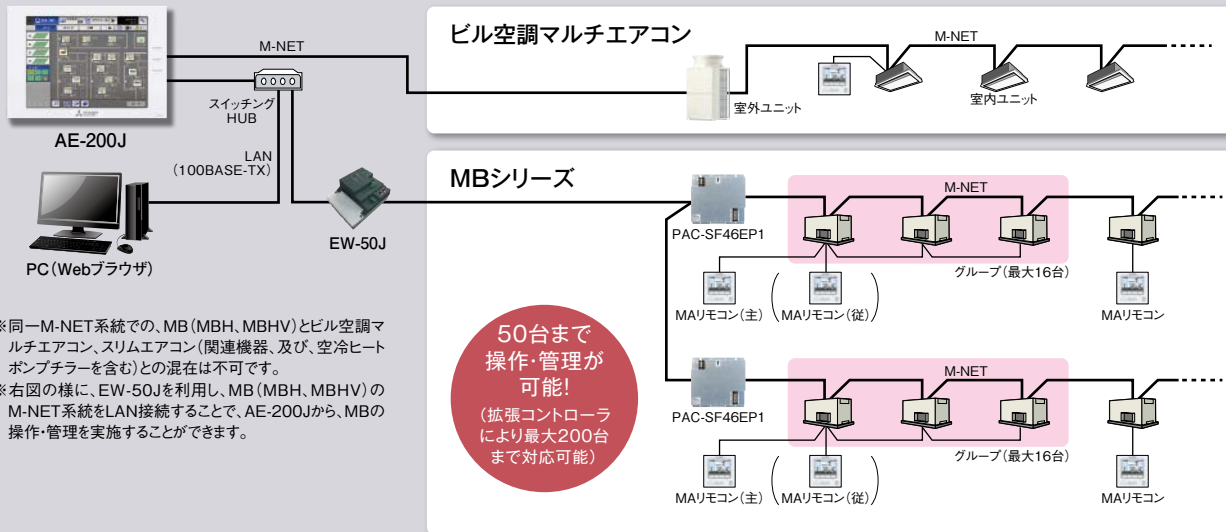 AE-200J
M-NET
スイッチング
HUB
LAN
(100BASE-TX)
PC(Webブラウザ)
EW-50J
※同一M-NET系統での、MB(MBH、MBHV)とビル空調マ
ルチエアコン、スリムエアコン(関連機器、及び、空冷ヒート
ポンプチラーを含む)との混在は不可です。
※右図の様に、EW-50Jを利用し、MB(MBH、MBHV)の
M-NET系統をLAN接続することで、AE-200Jから、MBの
操作・管理を実施することができます。
ビル空調マルチエアコン
M-NET
室外ユニット
室内ユニット
MBシリーズ
PAC-SF46EP1
M-NET
グループ(最大16台)
MAリモコン(主)
(MAリモコン(従))
MAリモコン
50台まで
操作・管理が
可能!
(拡張コントローラ
により最大200台
まで対応可能)
PAC-SF46EP1
M-NET
グループ(最大16台)
MAリモコン(主)
(MAリモコン(従))
MAリモコン